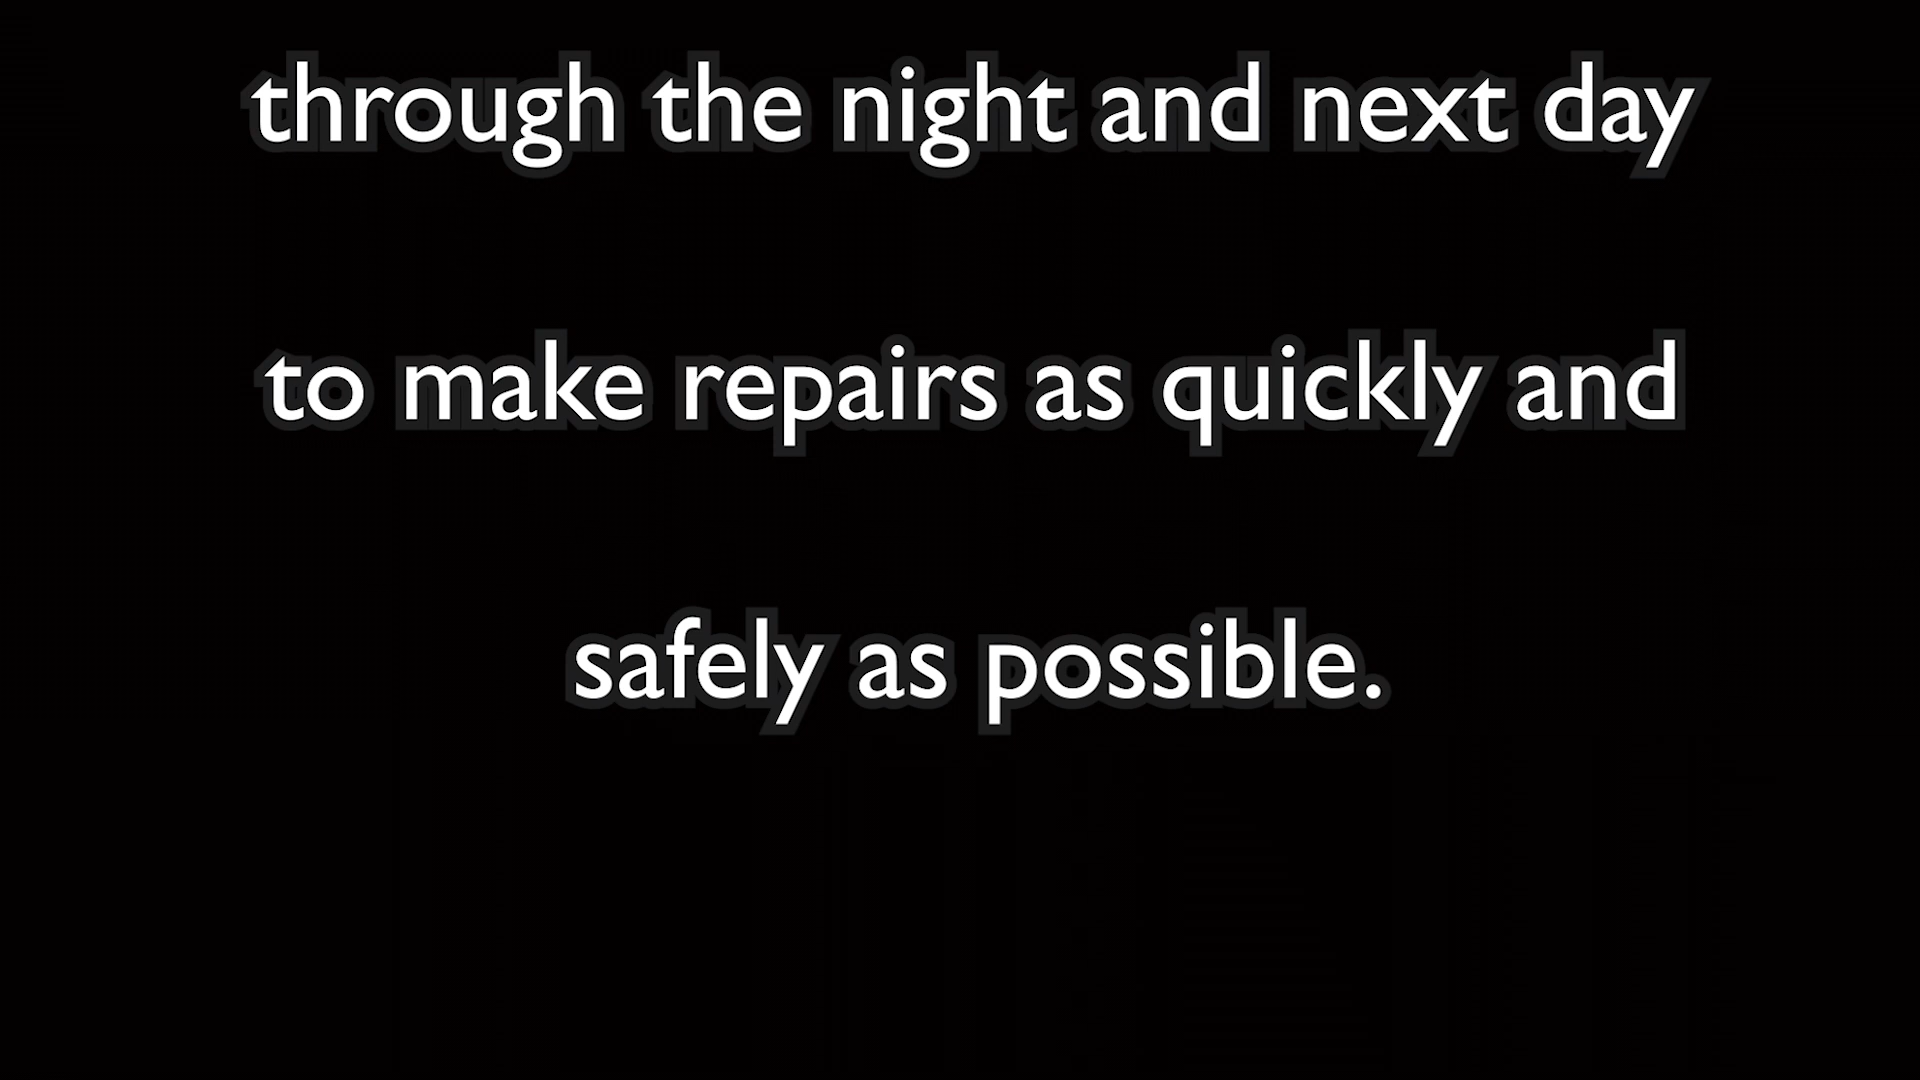 through the night and next day
to make repairs as quickly and
safely as possible.